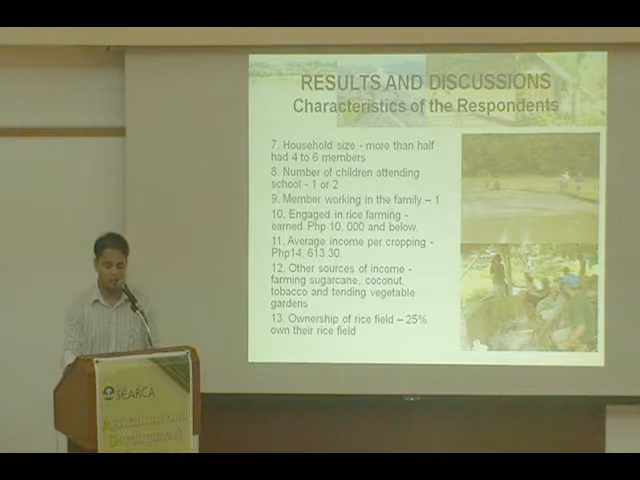 RESULTS AND DISCUSSIONS
Characteristics of the Respondents
7. Household size - more than half
had 4 to 6 members
8. Number of children attending
school - 1 or 2
9. Member working in the family – 1
10. Engaged in rice farming -
earned Php 10, 000 and below.
11. Average income per cropping -
Php14, 613.30.
12. Other sources of income -
farming sugarcane, coconut,
tobacco and tending vegetable
gardens
13. Ownership of rice field – 25%
own their rice field
SEARCA
Agriculture and
Development